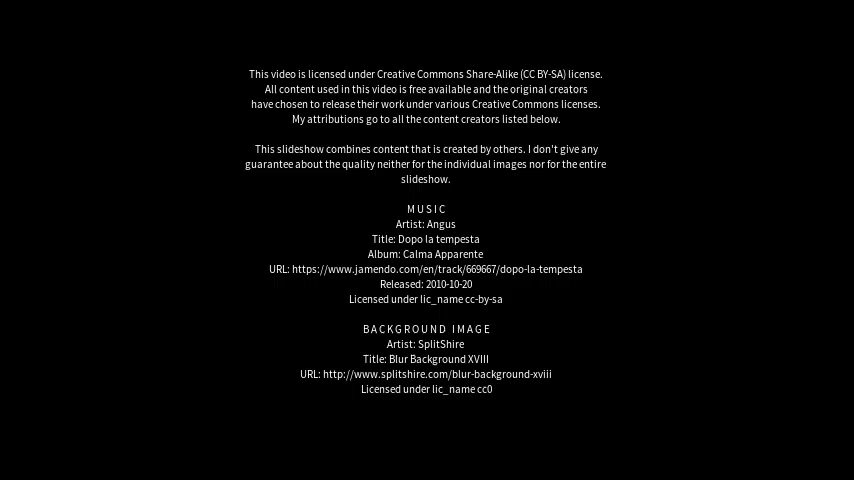 This video is licensed under Creative Commons Share-Alike (CC BY-SA) license.
All content used in this video is free available and the original creators
have chosen to release their work under various Creative Commons licenses.
My attributions go to all the content creators listed below.
This slideshow combines content that is created by others. I don't give any
guarantee about the quality neither for the individual images nor for the entire
slideshow.
MUSIC
Artist: Angus
Title: Dopo la tempesta
Album: Calma Apparente
URL: https://www.jamendo.com/en/track/669667/dopo-la-tempesta
Released: 2010-10-20
Licensed under lic_name cc-by-sa
BACKGROUND IMAGE
Artist: SplitShire
Title: Blur Background XVIII
URL: http://www.splitshire.com/blur-background-xviii
Licensed under lic_name cc0